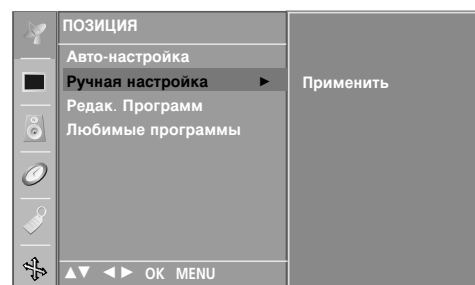 ПОЗИЦИЯ
Авто-настройка
Ручная настройка ►
Применить
Редак. Программ
Любимые программы
▲▼ ◄► OK MENU